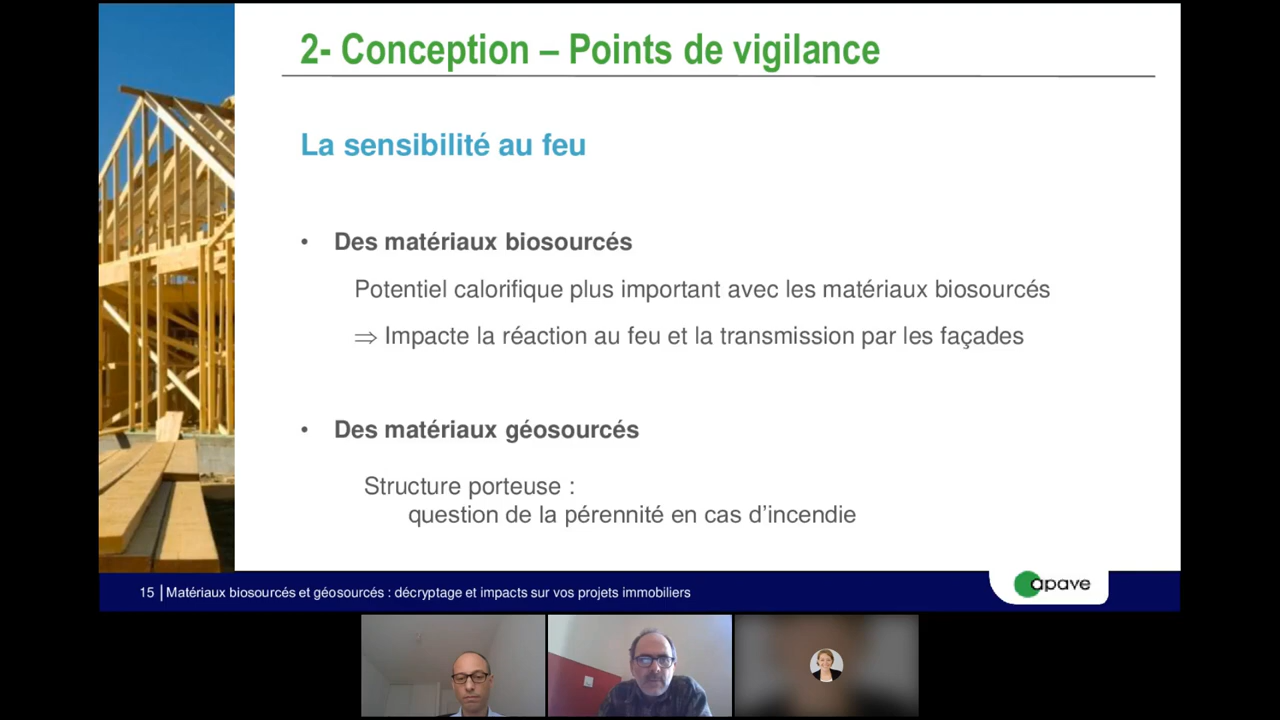 2- Conception – Points de vigilance
La sensibilité au feu
• Des matériaux biosourcés
Potentiel calorifique plus important avec les matériaux biosourcés
⇒ Impacte la réaction au feu et la transmission par les façades
• Des matériaux géosourcés
Structure porteuse :
question de la pérennité en cas d'incendie
15 | Matériaux biosourcés et géosourcés : décryptage et impacts sur vos projets immobiliers
apave